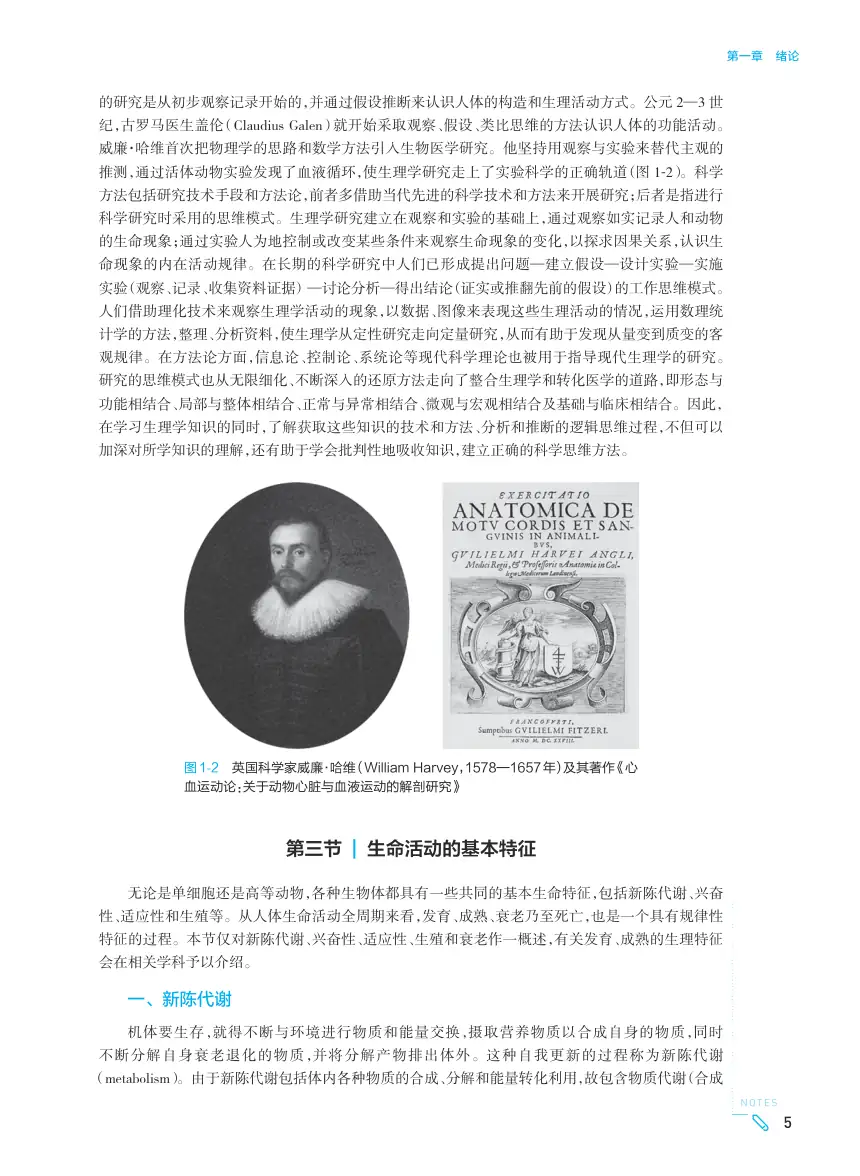 第一章 绪论
的研究是从初步观察记录开始的,并通过假设推断来认识人体的构造和生理活动方式。公元 2—3 世
纪,古罗马医生盖伦(Claudius Galen)就开始采取观察、假设、类比思维的方法认识人体的功能活动。
威廉·哈维首次把物理学的思路和数学方法引入生物医学研究。他坚持用观察与实验来替代主观的
推测,通过活体动物实验发现了血液循环,使生理学研究走上了实验科学的正确轨道(图 1-2)。科学
方法包括研究技术手段和方法论,前者多借助当代先进的科学技术和方法来开展研究;后者是指进行
科学研究时采用的思维模式。生理学研究建立在观察和实验的基础上,通过观察如实记录人和动物
的生命现象;通过实验人为地控制或改变某些条件来观察生命现象的变化,以探求因果关系,认识生
命现象的内在活动规律。在长期的科学研究中人们已形成提出问题—建立假设—设计实验—实施
实验(观察、记录、收集资料证据)—讨论分析—得出结论(证实或推翻先前的假设)的工作思维模式。
人们借助理化技术来观察生理学活动的现象,以数据、图像来表现这些生理活动的情况,运用数理统
计学的方法,整理、分析资料,使生理学从定性研究走向定量研究,从而有助于发现从量变到质变的客
观规律。在方法论方面,信息论、控制论、系统论等现代科学理论也被用于指导现代生理学的研究。
研究的思维模式也从无限细化、不断深入的还原方法走向了整合生理学和转化医学的道路,即形态与
功能相结合、局部与整体相结合、正常与异常相结合、微观与宏观相结合及基础与临床相结合。因此,
在学习生理学知识的同时,了解获取这些知识的技术和方法、分析和推断的逻辑思维过程,不但可以
加深对所学知识的理解,还有助于学会批判性地吸收知识,建立正确的科学思维方法。
EXERCITATIO
ANATOMICA DE
MOTV CORDIS ET SAN-
GVINIS IN ANIMALI-
BVS,
GVILIELMI HARVEI ANGLI,
Medici Regii, & Professoris Anatomiæ in Col-
legio Medicorum Londinensi.
FRANCOFVRTI,
Sumptibus GVILIELMI FITZERI.
ANNO M. DC. XXVIII.
图 1-2 英国科学家威廉·哈维(William Harvey,1578—1657 年)及其著作《心
血运动论:关于动物心脏与血液运动的解剖研究》
第三节 | 生命活动的基本特征
无论是单细胞还是高等动物,各种生物体都具有一些共同的基本生命特征,包括新陈代谢、兴奋
性、适应性和生殖等。从人体生命活动全周期来看,发育、成熟、衰老乃至死亡,也是一个具有规律性
特征的过程。本节仅对新陈代谢、兴奋性、适应性、生殖和衰老作一概述,有关发育、成熟的生理特征
会在相关学科予以介绍。
一、新陈代谢
机体要生存,就得不断与环境进行物质和能量交换,摄取营养物质以合成自身的物质,同时
不断分解自身衰老退化的物质,并将分解产物排出体外。这种自我更新的过程称为新陈代谢
(metabolism)。由于新陈代谢包括体内各种物质的合成、分解和能量转化利用,故包含物质代谢(合成
NOTES
5